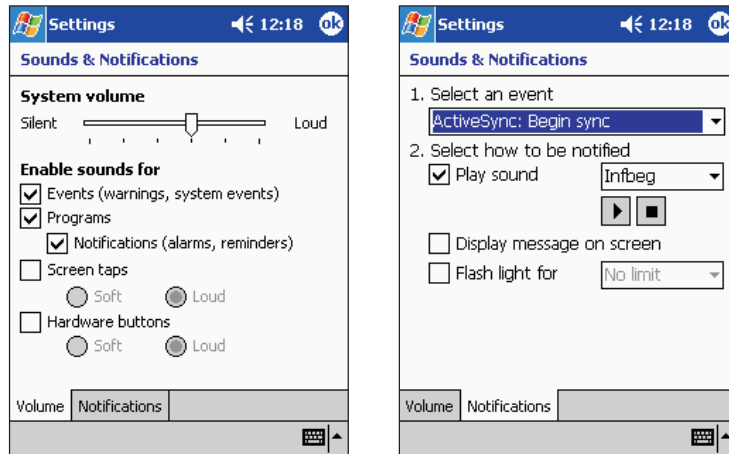 Settings 12:18 ok
Sounds & Notifications
System volume
Silent Loud
Enable sounds for
Events (warnings, system events)
Programs
Notifications (alarms, reminders)
Screen taps
Soft Loud
Hardware buttons
Soft Loud
Volume Notifications
Settings 12:18 ok
Sounds & Notifications
1. Select an event
ActiveSync: Begin sync
2. Select how to be notified
Play sound Infbeg
Display message on screen
Flash light for No limit
Volume Notifications